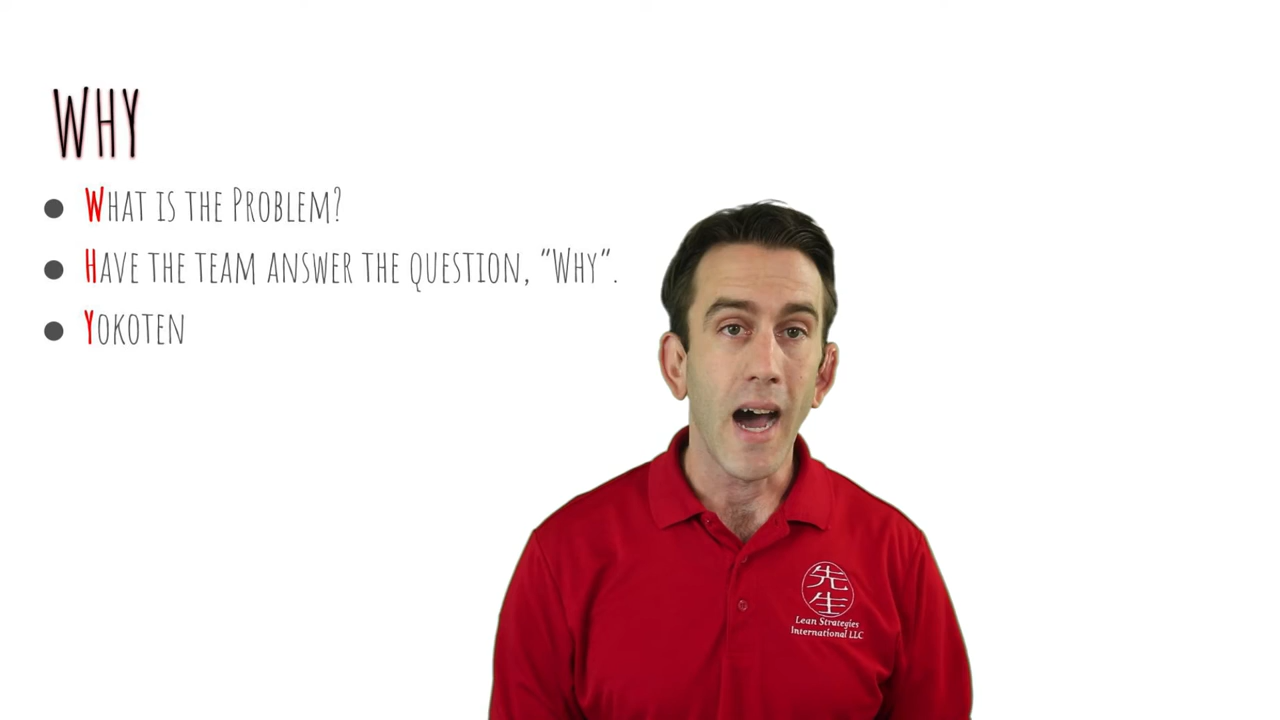 WHY
What is the Problem?
Have the team answer the question, "Why".
Yokoten
先
生
Lean Strategies
International LLC